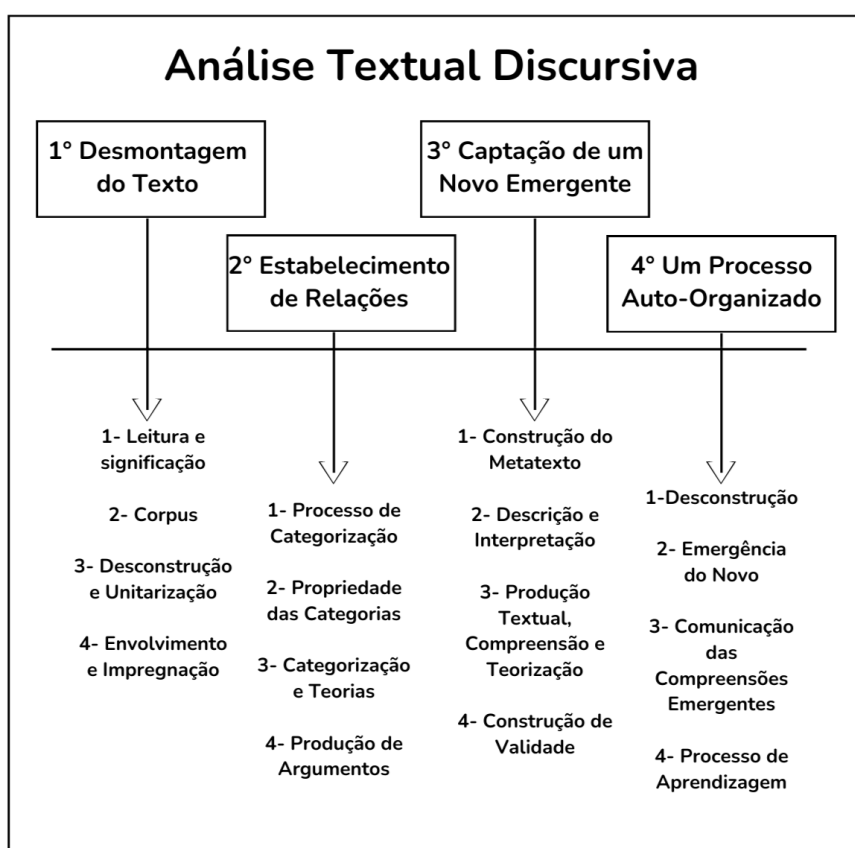 Análise Textual Discursiva
1° Desmontagem
do Texto
1- Leitura e
significação
2- Corpus
3- Desconstrução
e Unitarização
4- Envolvimento
e Impregnação
2° Estabelecimento
de Relações
1- Processo de
Categorização
2- Propriedade
das Categorias
3- Categorização
e Teorias
4- Produção de
Argumentos
3° Captação de um
Novo Emergente
1- Construção do
Metatexto
2- Descrição e
Interpretação
3- Produção
Textual,
Compreensão e
Teorização
4- Construção de
Validade
4° Um Processo
Auto-Organizado
1-Desconstrução
2- Emergência
do Novo
3- Comunicação
das
Compreensões
Emergentes
4- Processo de
Aprendizagem